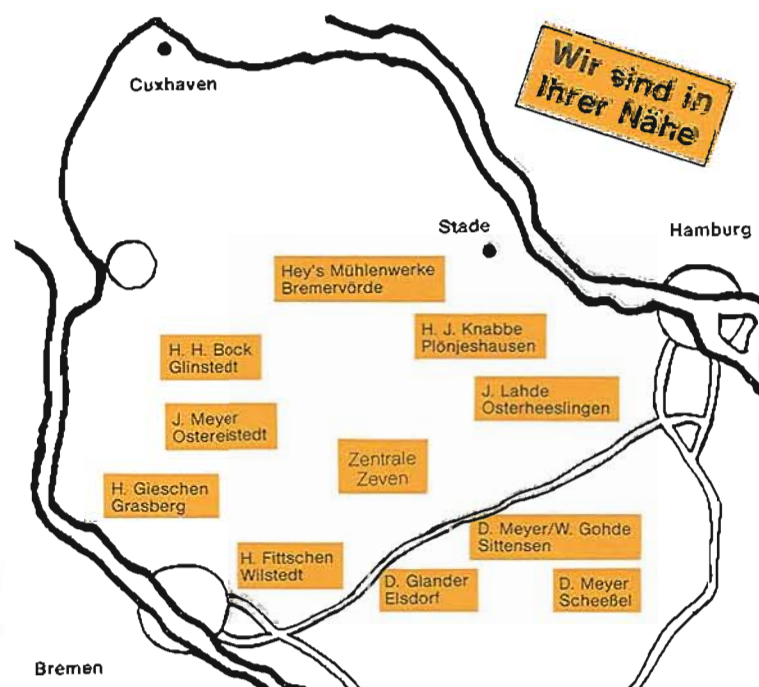 Wir sind in
Ihrer Nähe
Cuxhaven
Stade
Hamburg
Hey's Mühlenwerke
Bremervörde
H. J. Knabbe
Plönjeshausen
H. H. Bock
Glinstedt
J. Lahde
Osterheeslingen
J. Meyer
Ostereistedt
Zentrale
Zeven
H. Gieschen
Grasberg
D. Meyer/W. Gohde
Sittensen
H. Fittschen
Wilstedt
D. Glander
Elsdorf
D. Meyer
Scheeßel
Bremen